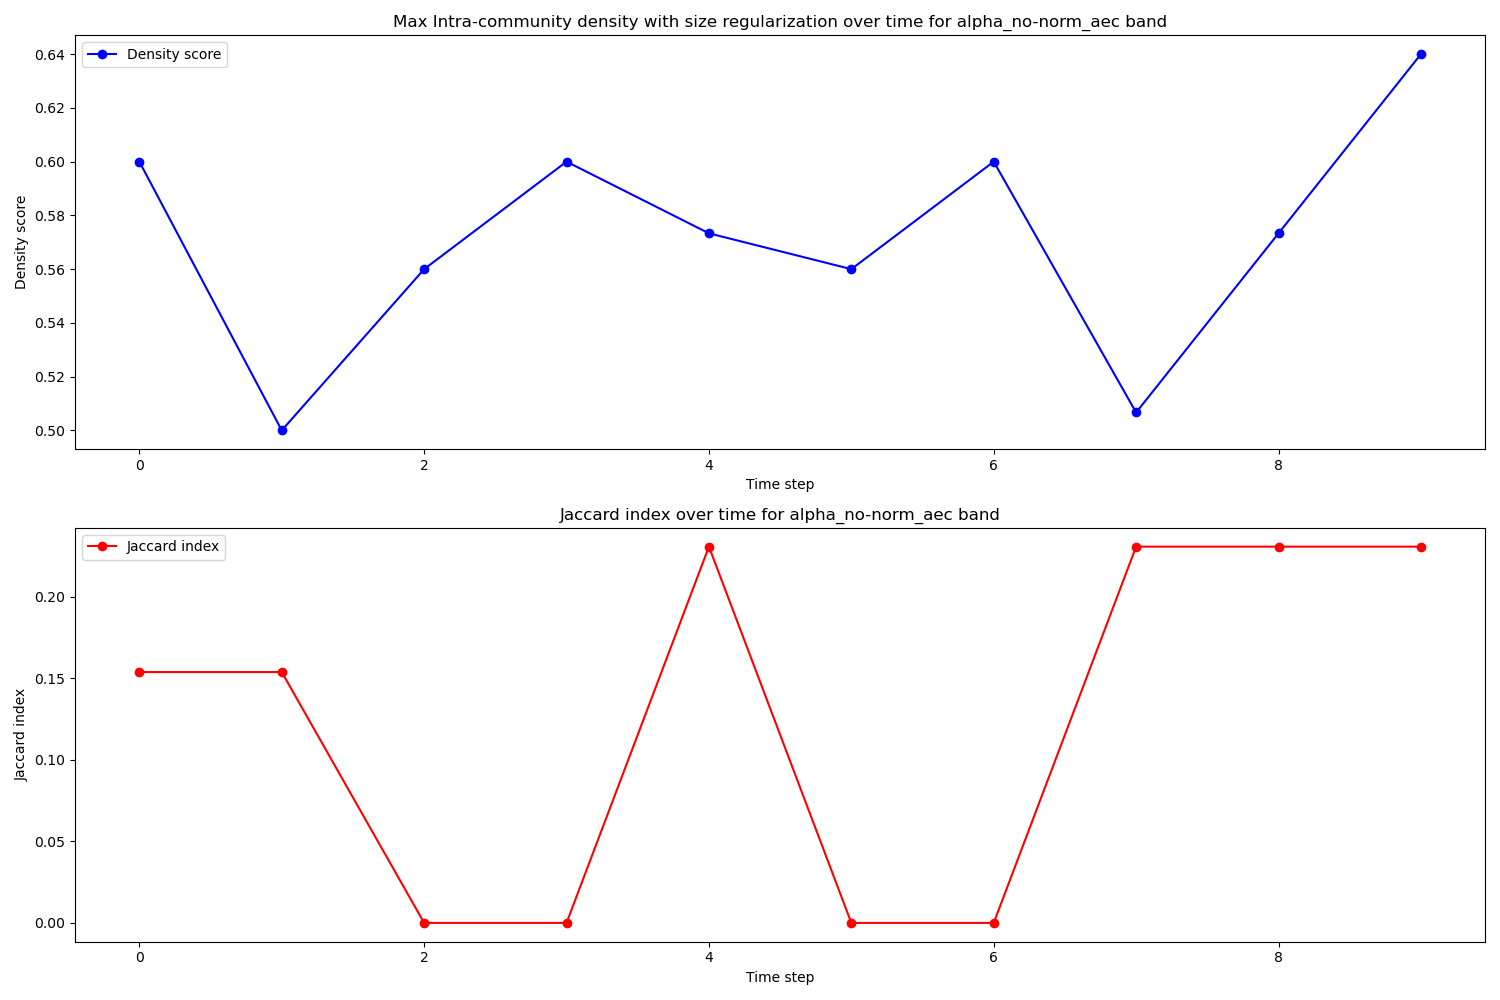 Max Intra-community density with size regularization over time for alpha_no-norm_aec band
Density score
0.64
0.62
0.60
0.58
0.56
0.54
0.52
0.50
Density score
0 2 4 6 8
Time step
Jaccard index over time for alpha_no-norm_aec band
Jaccard index
0.20
0.15
0.10
0.05
0.00
Jaccard index
0 2 4 6 8
Time step